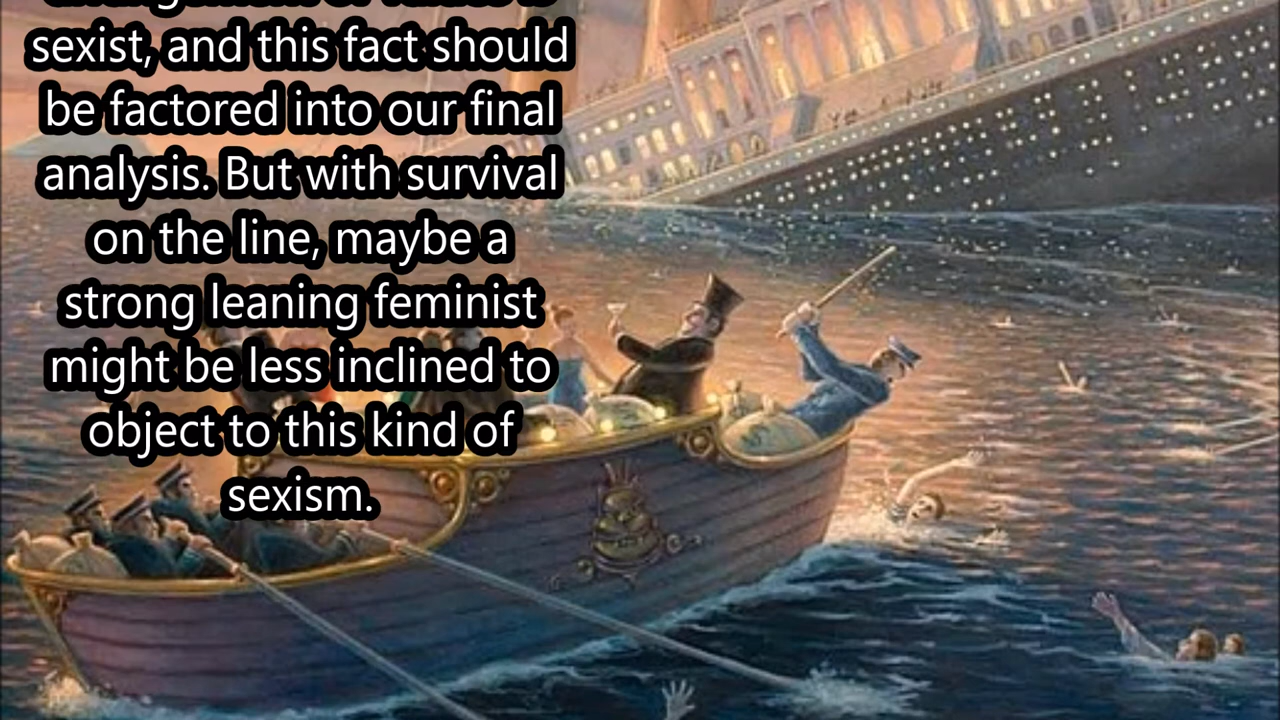 sexist, and this fact should
be factored into our final
analysis. But with survival
on the line, maybe a
strong leaning feminist
might be less inclined to
object to this kind of
sexism.